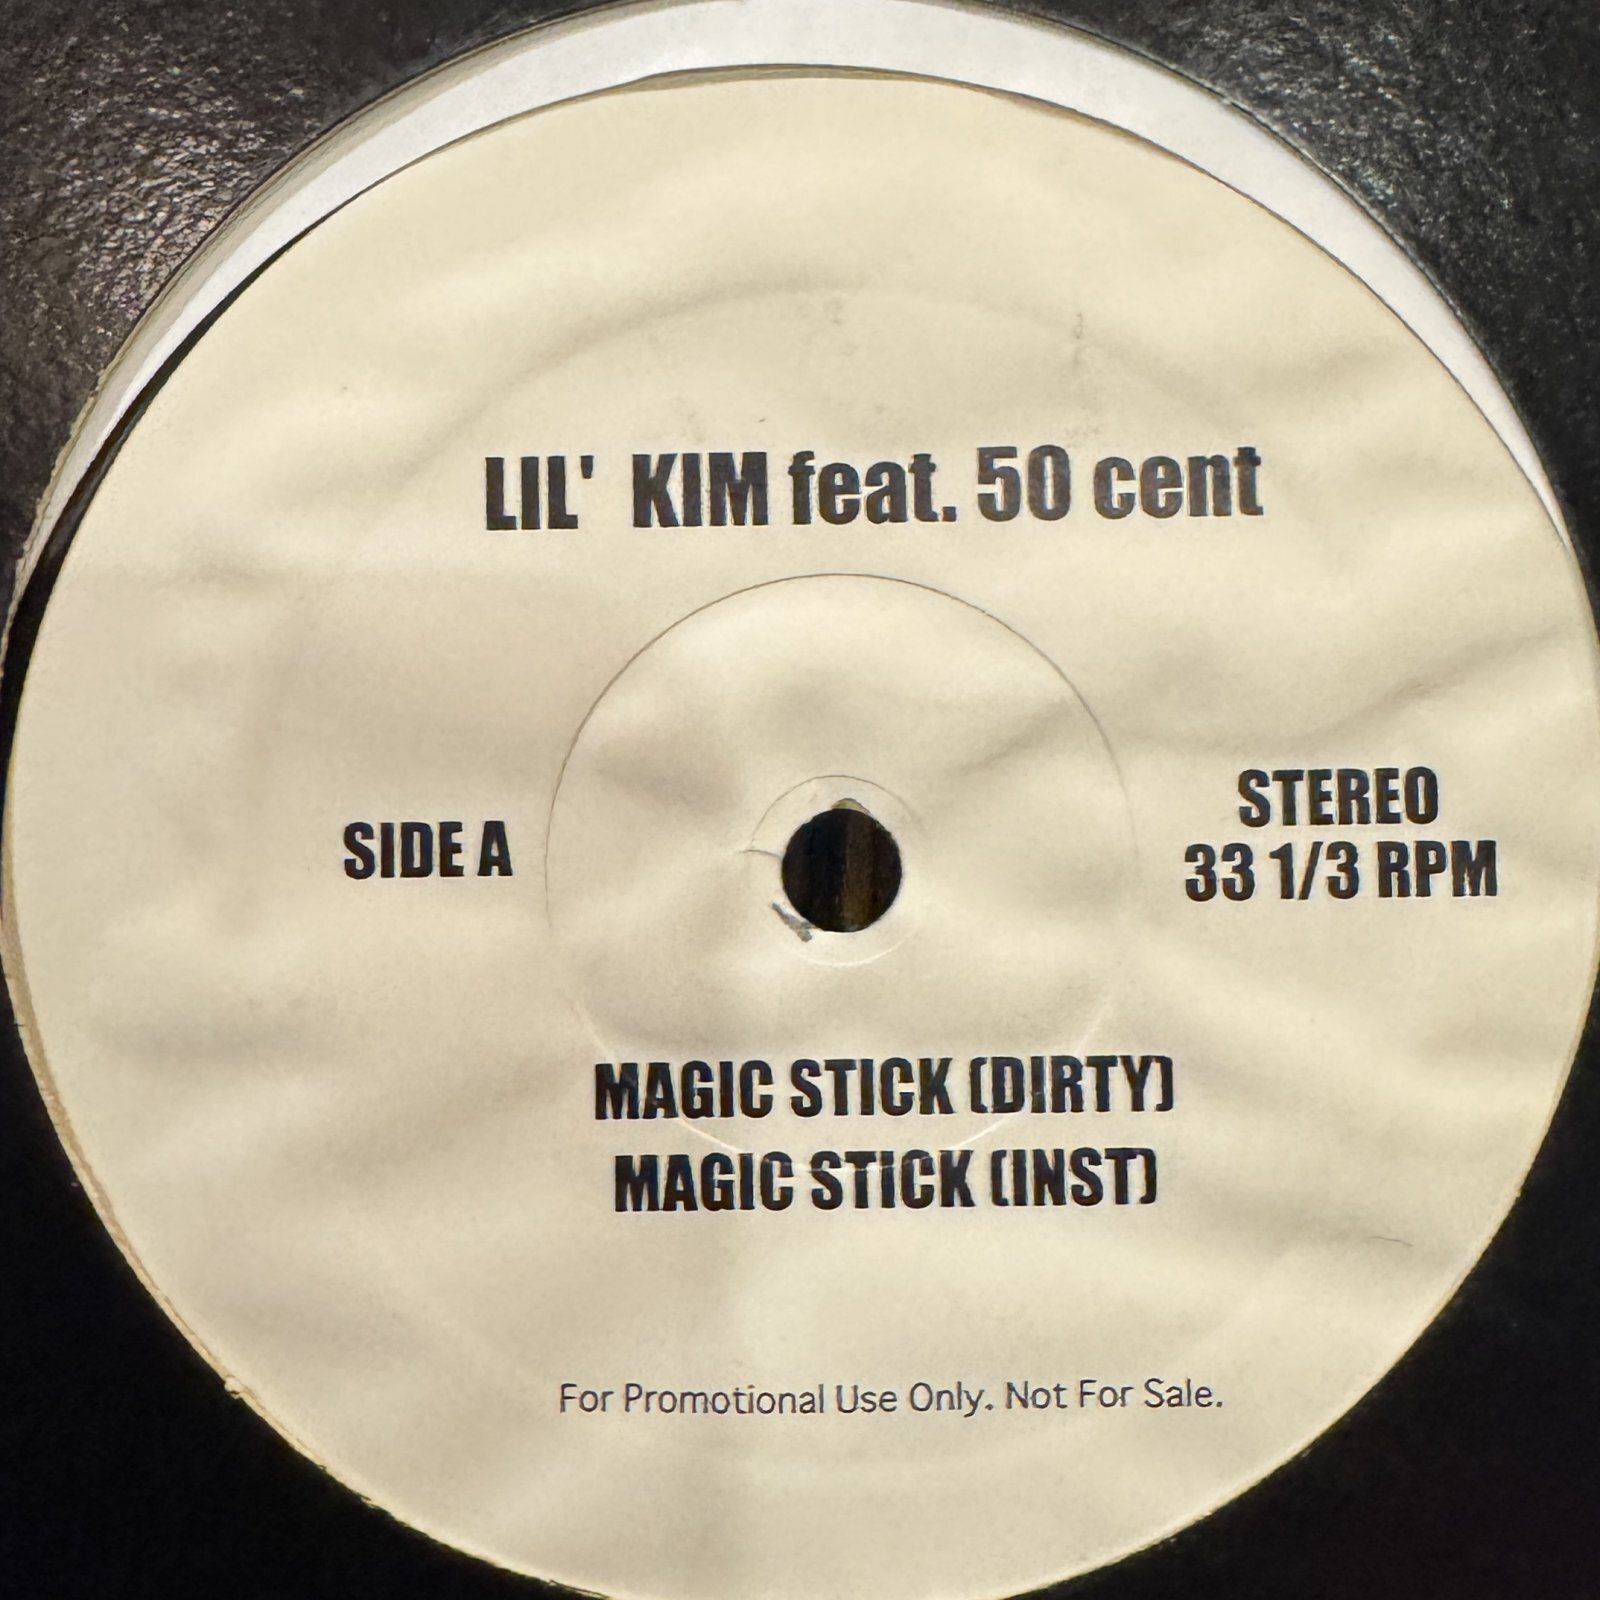 LIL' KIM feat. 50 cent
SIDE A
STEREO
33 1/3 RPM
MAGIC STICK (DIRTY)
MAGIC STICK (INST)
For Promotional Use Only. Not For Sale.